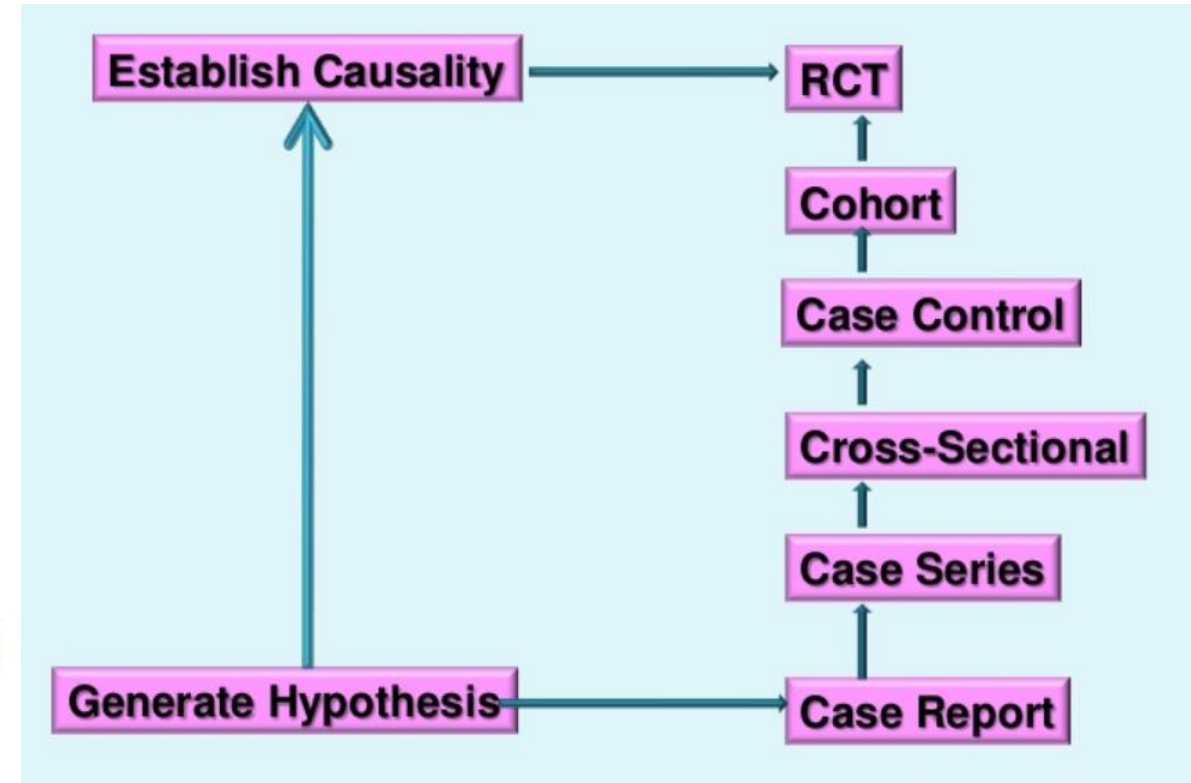 Establish Causality
RCT
Cohort
Case Control
Cross-Sectional
Case Series
Generate Hypothesis
Case Report